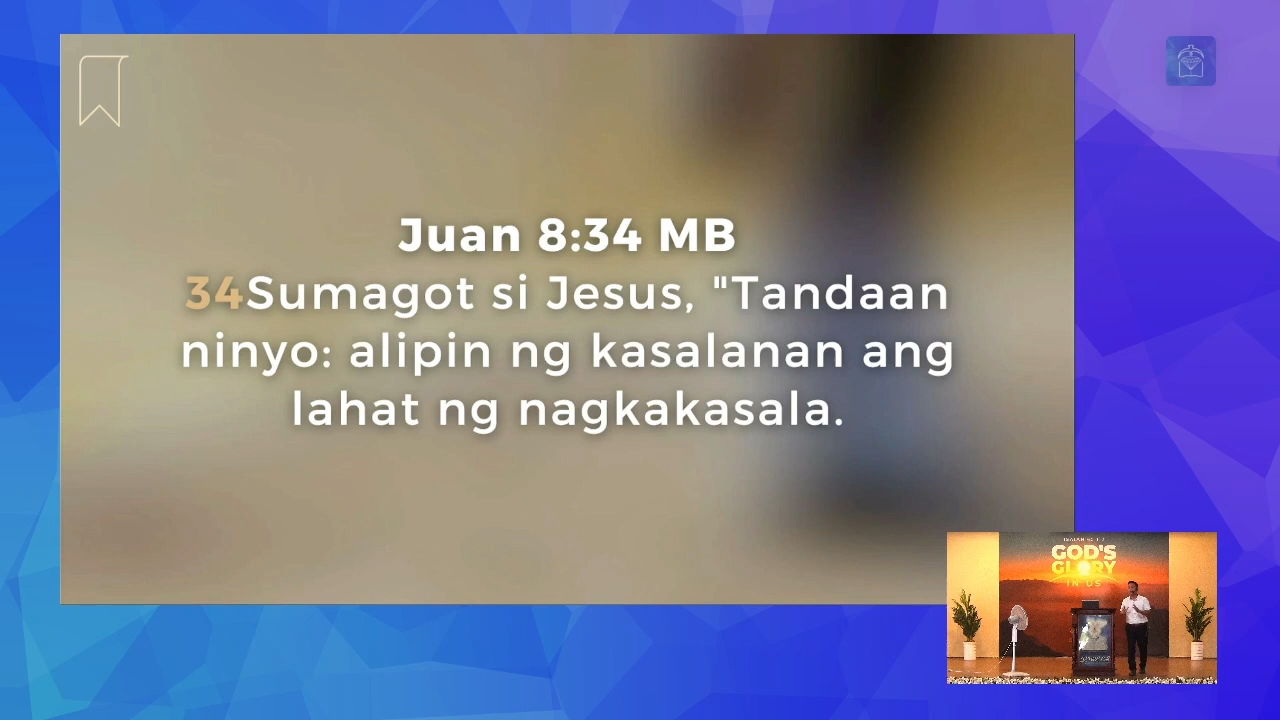 Juan 8:34 MB
34Sumagot si Jesus, "Tandaan
ninyo: alipin ng kasalanan ang
lahat ng nagkakasala.
GOD'S
GLORY
IN US